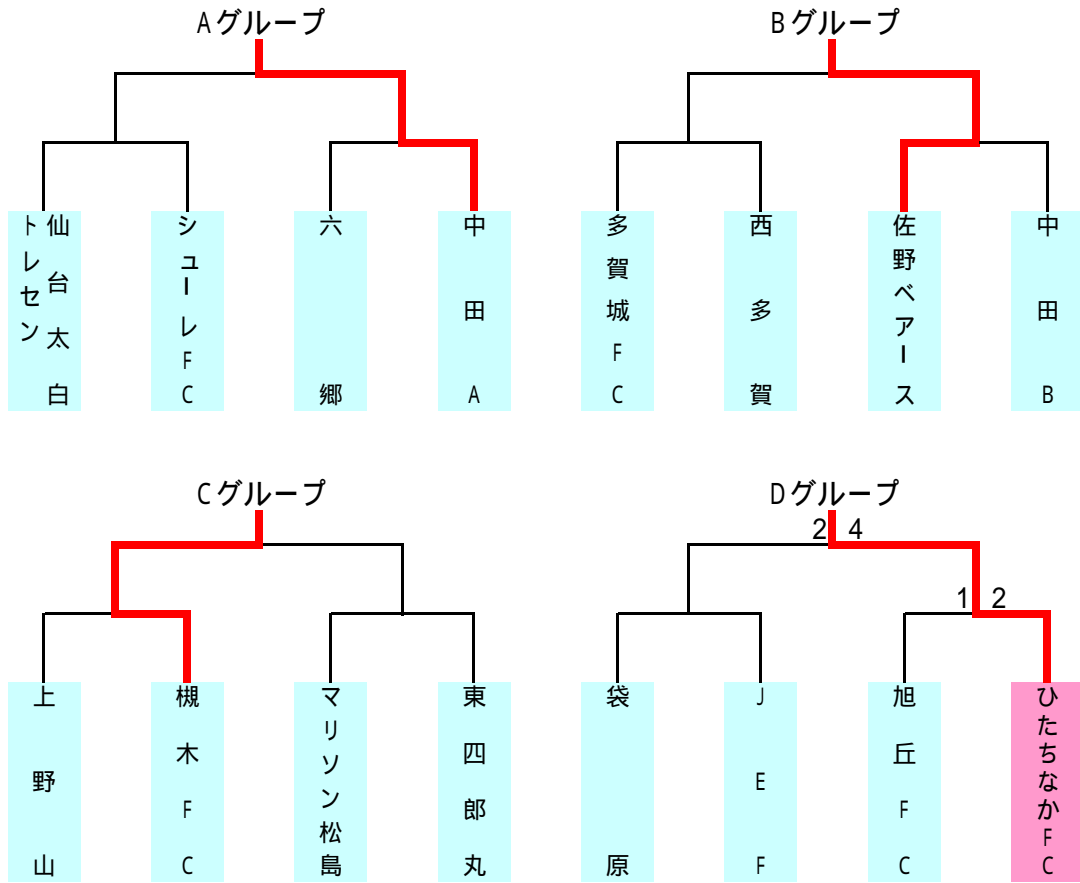 Aグループ
Bグループ
仙台太白
トレセン
シューレFC
六郷
中田A
多賀城FC
西多賀
佐野ベアース
中田B
Cグループ
Dグループ
2 4
1 2
上野山
槻木FC
マリソン松島
東四郎丸
袋原
JEF
旭丘FC
ひたちなかFC